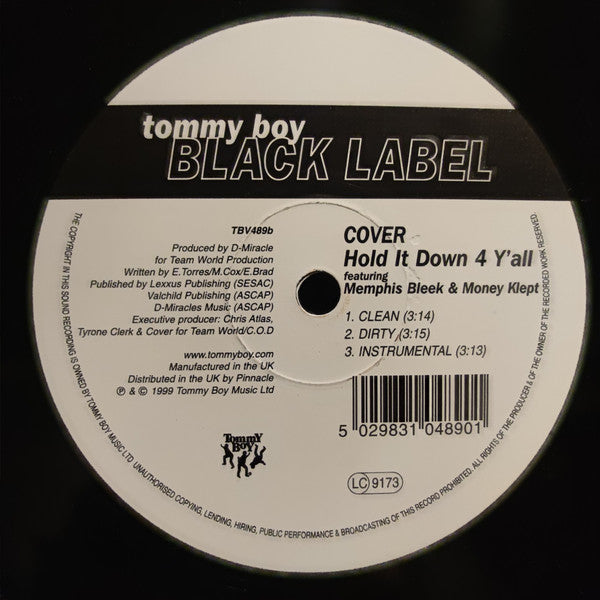 tommy boy
BLACK LABEL
TBV489b
Produced by D-Miracle
for Team World Production
Written by E.Torres/M.Cox/E.Brad
Published by Lexxus Publishing (SESAC)
Valchild Publishing (ASCAP)
D-Miracles Music (ASCAP)
Executive producer: Chris Atlas,
Tyrone Clerk & Cover for Team World/C.O.D
www.tommyboy.com
Manufactured in the UK
Distributed in the UK by Pinnacle
℗ & © 1999 Tommy Boy Music Ltd
COVER
Hold It Down 4 Y'all
featuring
Memphis Bleek & Money Klept
1. CLEAN (3:14)
2. DIRTY (3:15)
3. INSTRUMENTAL (3:13)
5 029831 048901
TOMMY
BOY
LC 9173
THE COPYRIGHT IN THIS SOUND RECORDING IS OWNED BY TOMMY BOY MUSIC LTD UNAUTHORISED COPYING, LENDING, HIRING, PUBLIC PERFORMANCE & BROADCASTING OF THIS RECORD PROHIBITED. ALL RIGHTS OF THE PRODUCER & OF THE OWNER OF THE RECORDED WORK RESERVED.